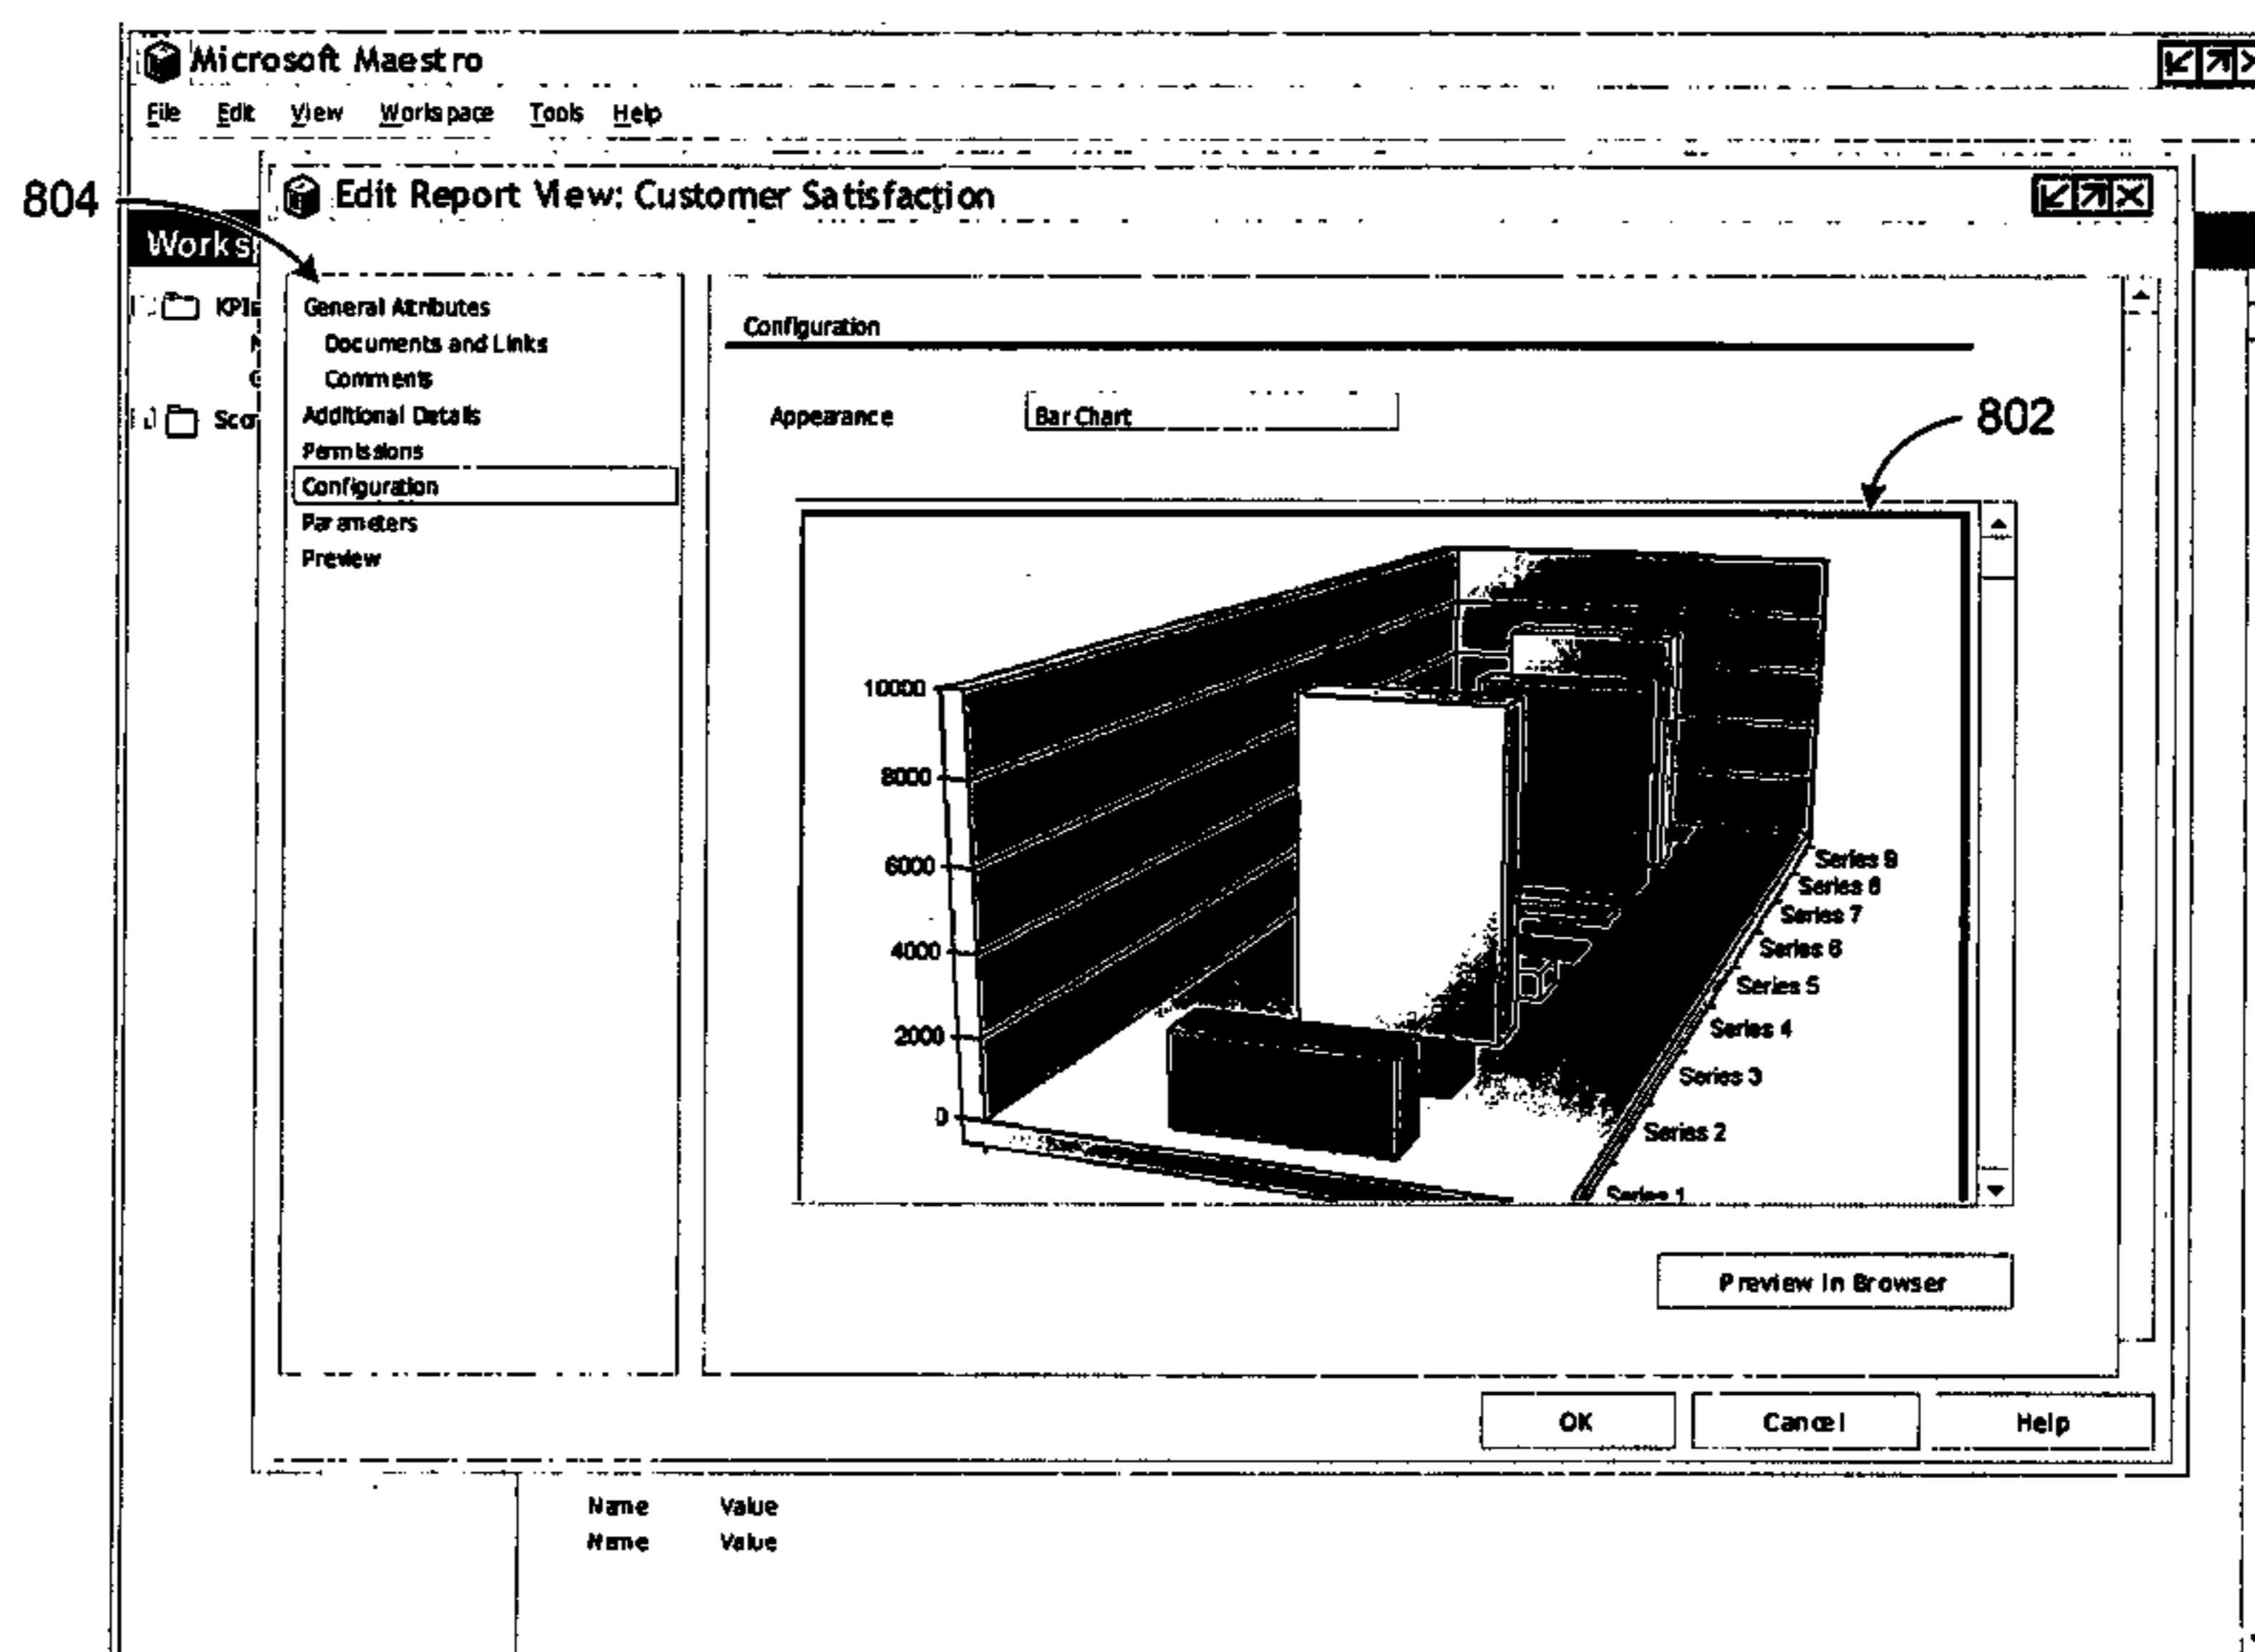 Microsoft Maestro
File Edit View Workspace Tools Help
804
Edit Report View: Customer Satisfaction
Works
KPIs
General Attributes
Documents and Links
Comments
Additional Details
Permissions
Configuration
Parameters
Preview
Sco
Configuration
Appearance Bar Chart
802
10000
8000
6000
4000
2000
0
Series 9
Series 8
Series 7
Series 6
Series 5
Series 4
Series 3
Series 2
Series 1
Preview in Browser
OK Cancel Help
Name Value
Name Value